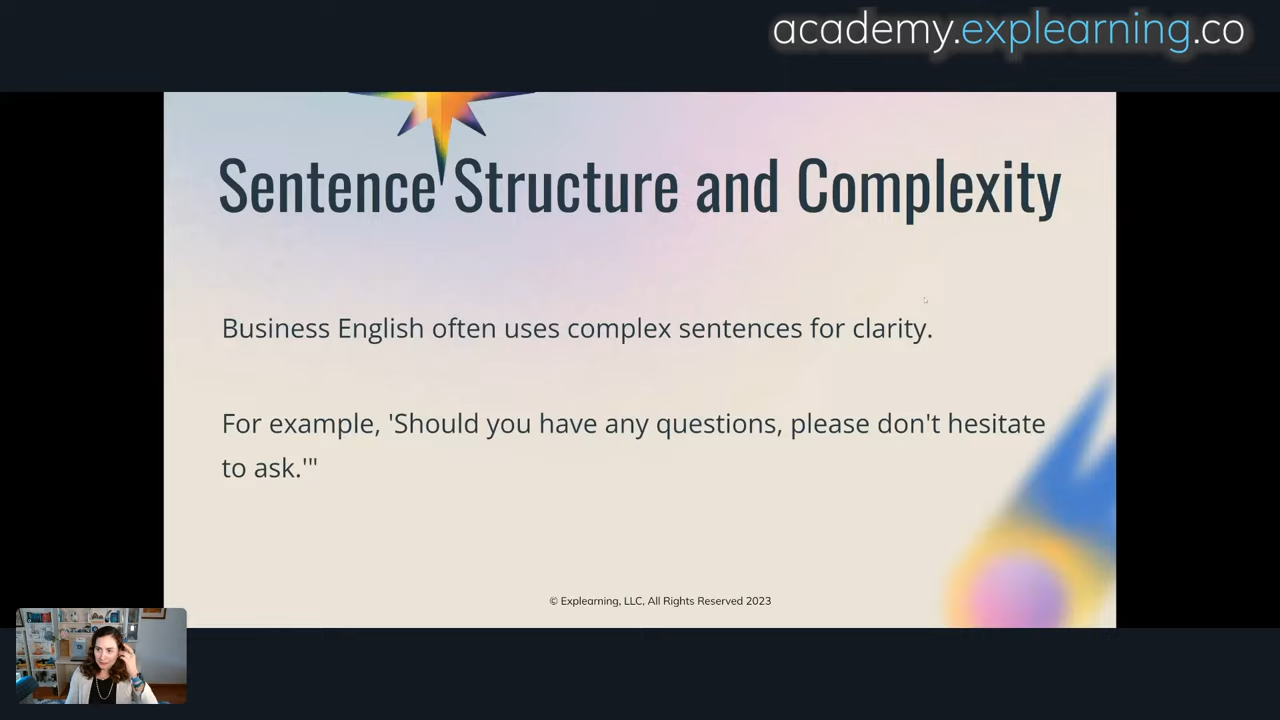 academy.explearning.co
Sentence Structure and Complexity
Business English often uses complex sentences for clarity.
For example, 'Should you have any questions, please don't hesitate
to ask.'"
© Explearning, LLC, All Rights Reserved 2023